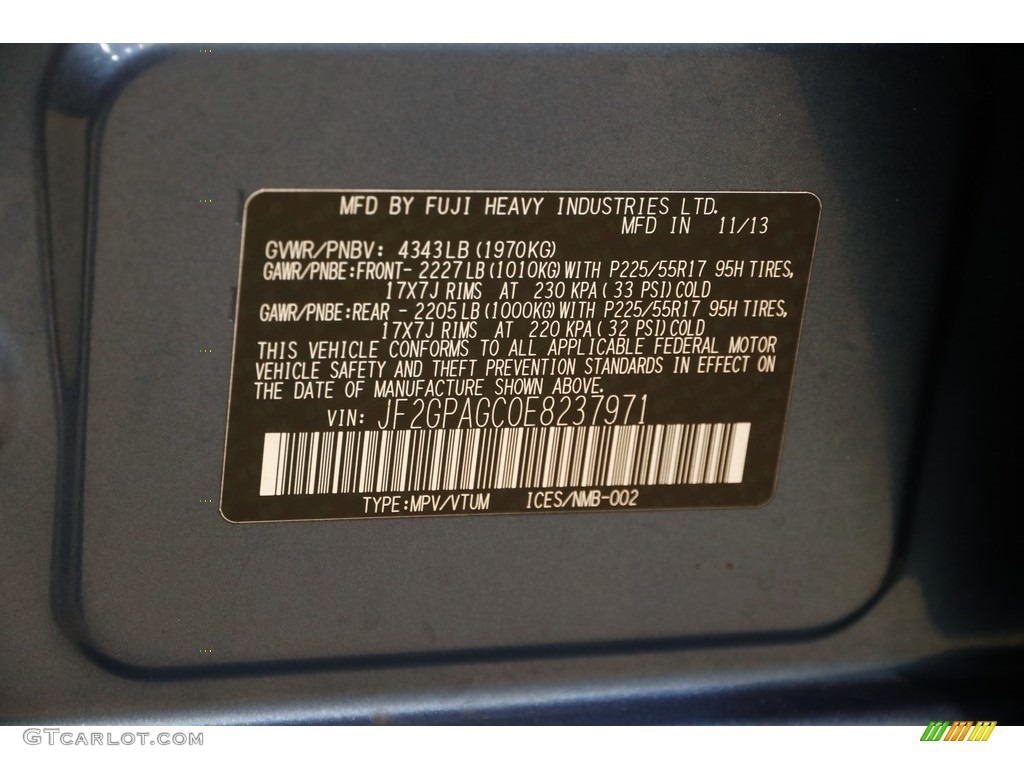 MFD BY FUJI HEAVY INDUSTRIES LTD.
MFD IN 11/13
GVWR/PNBV: 4343LB (1970KG)
GAWR/PNBE:FRONT- 2227LB (1010KG) WITH P225/55R17 95H TIRES,
17X7J RIMS AT 230 KPA ( 33 PSI) COLD
GAWR/PNBE:REAR - 2205LB (1000KG) WITH P225/55R17 95H TIRES,
17X7J RIMS AT 220 KPA ( 32 PSI) COLD
THIS VEHICLE CONFORMS TO ALL APPLICABLE FEDERAL MOTOR
VEHICLE SAFETY AND THEFT PREVENTION STANDARDS IN EFFECT ON
THE DATE OF MANUFACTURE SHOWN ABOVE.
VIN: JF2GPAGC0E8237971
TYPE:MPV/VTUM ICES/NMB-002
GTCarlot.com